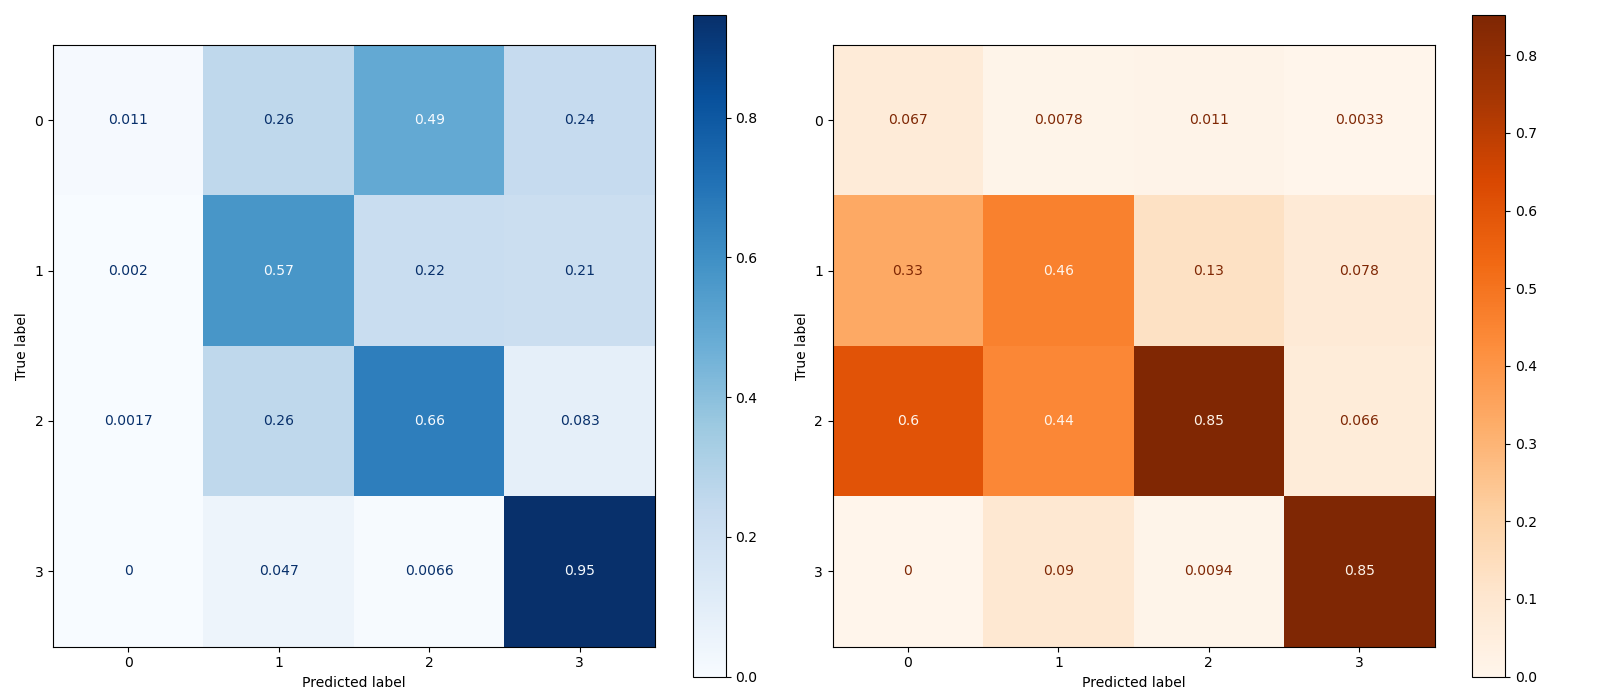 0 0.011 0.26 0.49 0.24
1 0.002 0.57 0.22 0.21
2 0.0017 0.26 0.66 0.083
3 0 0.047 0.0066 0.95
0 1 2 3
Predicted label
True label
0.8
0.6
0.4
0.2
0.0
0 0.067 0.0078 0.011 0.0033
1 0.33 0.46 0.13 0.078
2 0.6 0.44 0.85 0.066
3 0 0.09 0.0094 0.85
0 1 2 3
Predicted label
True label
0.8
0.7
0.6
0.5
0.4
0.3
0.2
0.1
0.0